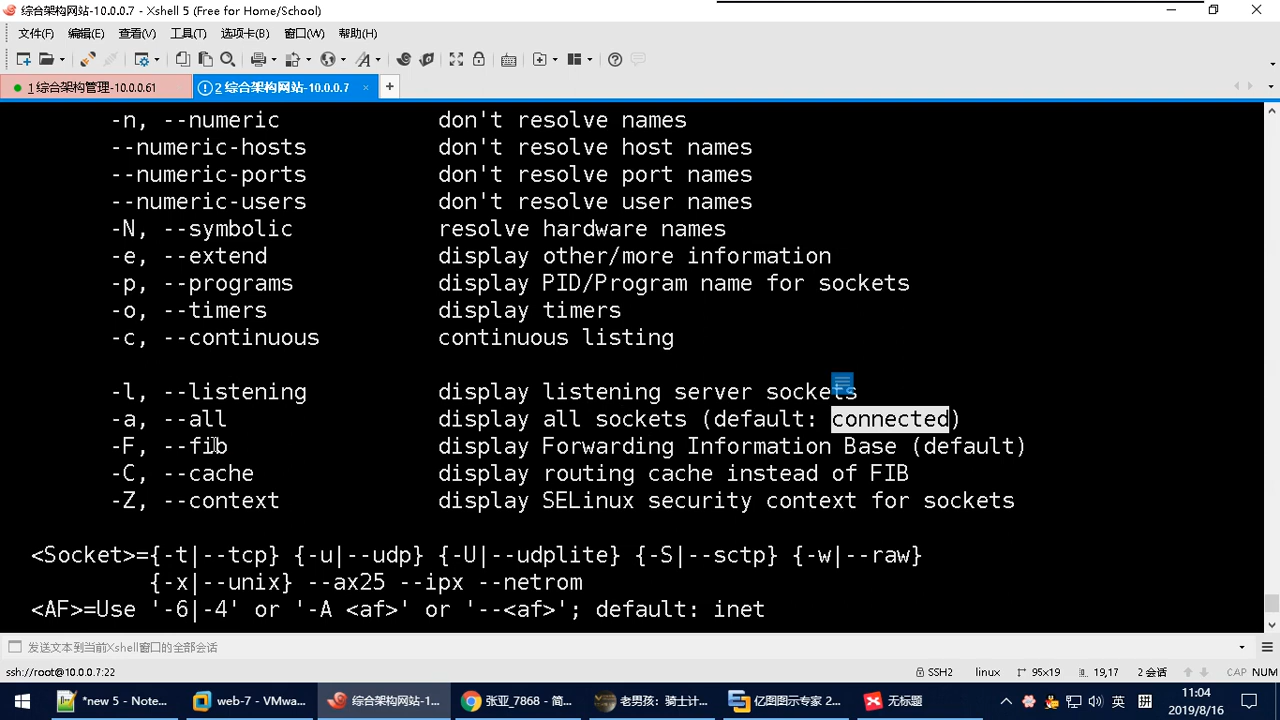 综合架构网站-10.0.0.7 - Xshell 5 (Free for Home/School)
文件(F) 编辑(E) 查看(V) 工具(T) 选项卡(B) 窗口(W) 帮助(H)
1 综合架构管理-10.0.0.61 2 综合架构网站-10.0.0.7
-n, --numeric don't resolve names
--numeric-hosts don't resolve host names
--numeric-ports don't resolve port names
--numeric-users don't resolve user names
-N, --symbolic resolve hardware names
-e, --extend display other/more information
-p, --programs display PID/Program name for sockets
-o, --timers display timers
-c, --continuous continuous listing
-l, --listening display listening server sockets
-a, --all display all sockets (default: connected)
-F, --fib display Forwarding Information Base (default)
-C, --cache display routing cache instead of FIB
-Z, --context display SELinux security context for sockets
<Socket>={-t|--tcp} {-u|--udp} {-U|--udplite} {-S|--sctp} {-w|--raw}
{-x|--unix} --ax25 --ipx --netrom
<AF>=Use '-6|-4' or '-A <af>' or '--<af>'; default: inet
发送文本到当前Xshell窗口的全部会话
ssh://root@10.0.0.7:22 SSH2 linux 95x19 19,17 2 会话 CAP NUM
*new 5 - Note... web-7 - VMwa... 综合架构网站-1... 张亚_7868 - 简... 老男孩: 骑士计... 亿图图示专家 2... 无标题 英 拼 11:04
2019/8/16